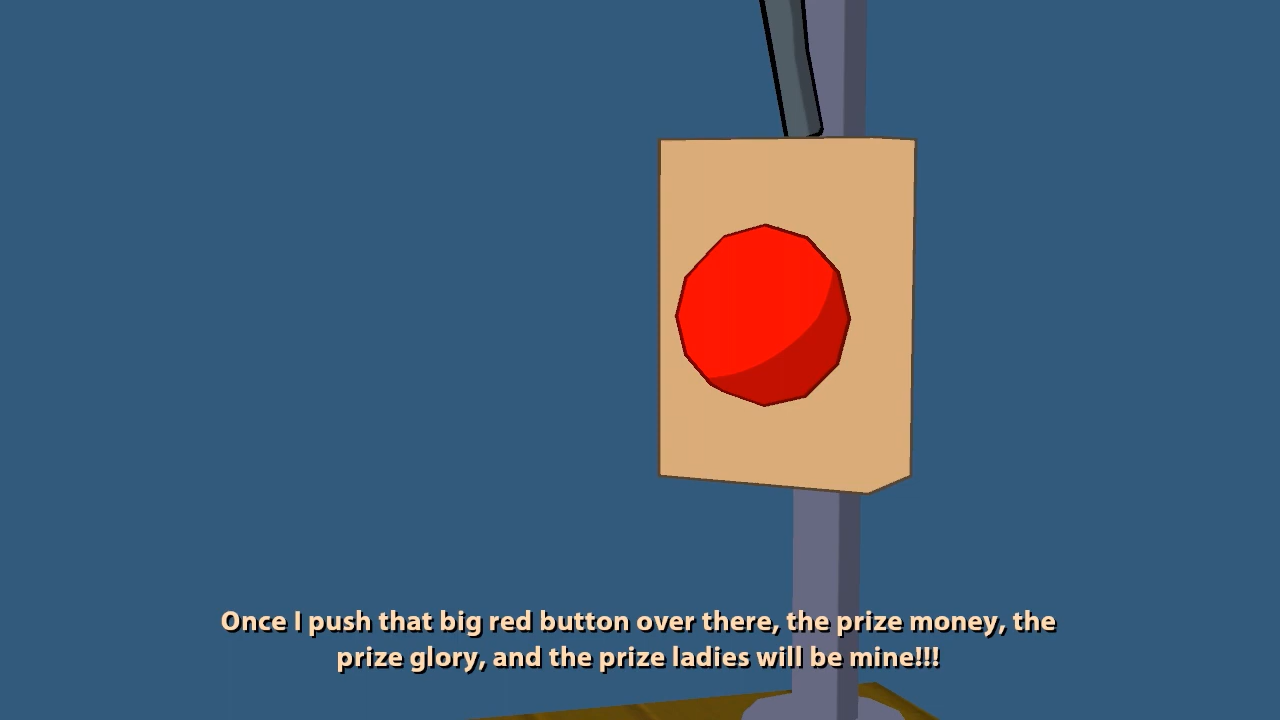 Once I push that big red button over there, the prize money, the
prize glory, and the prize ladies will be mine!!!